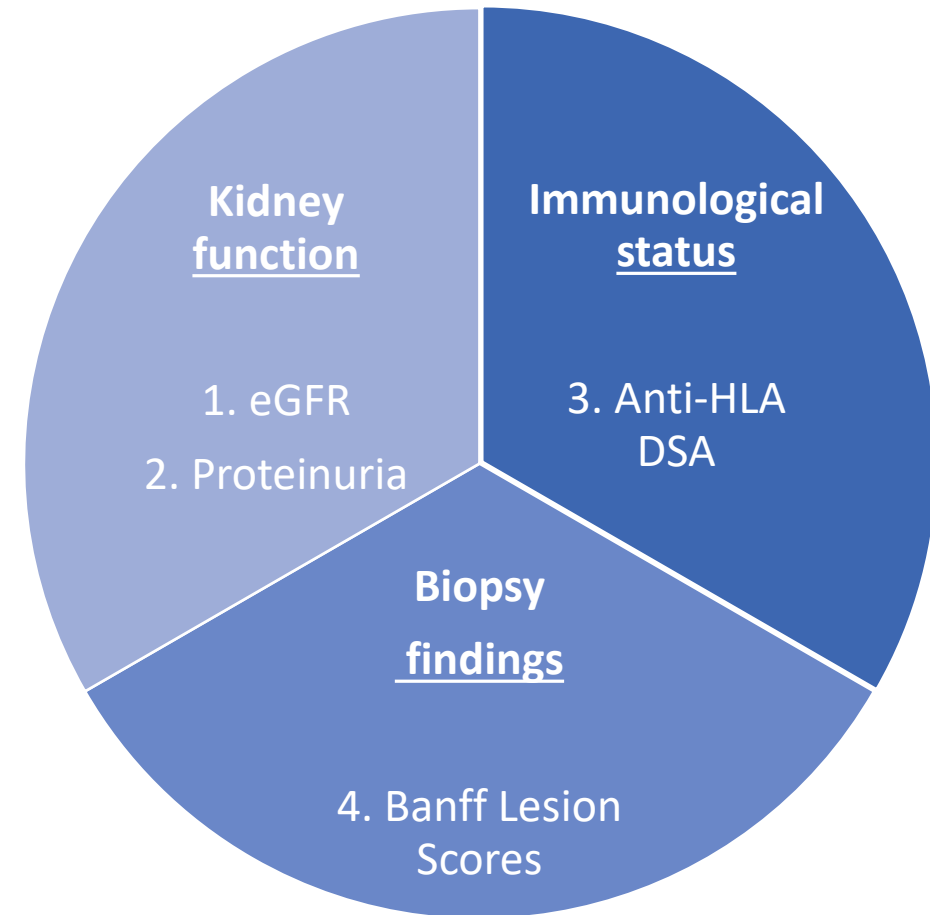 Kidney
function
1. eGFR
2. Proteinuria
Immunological
status
3. Anti-HLA
DSA
Biopsy
findings
4. Banff Lesion
Scores